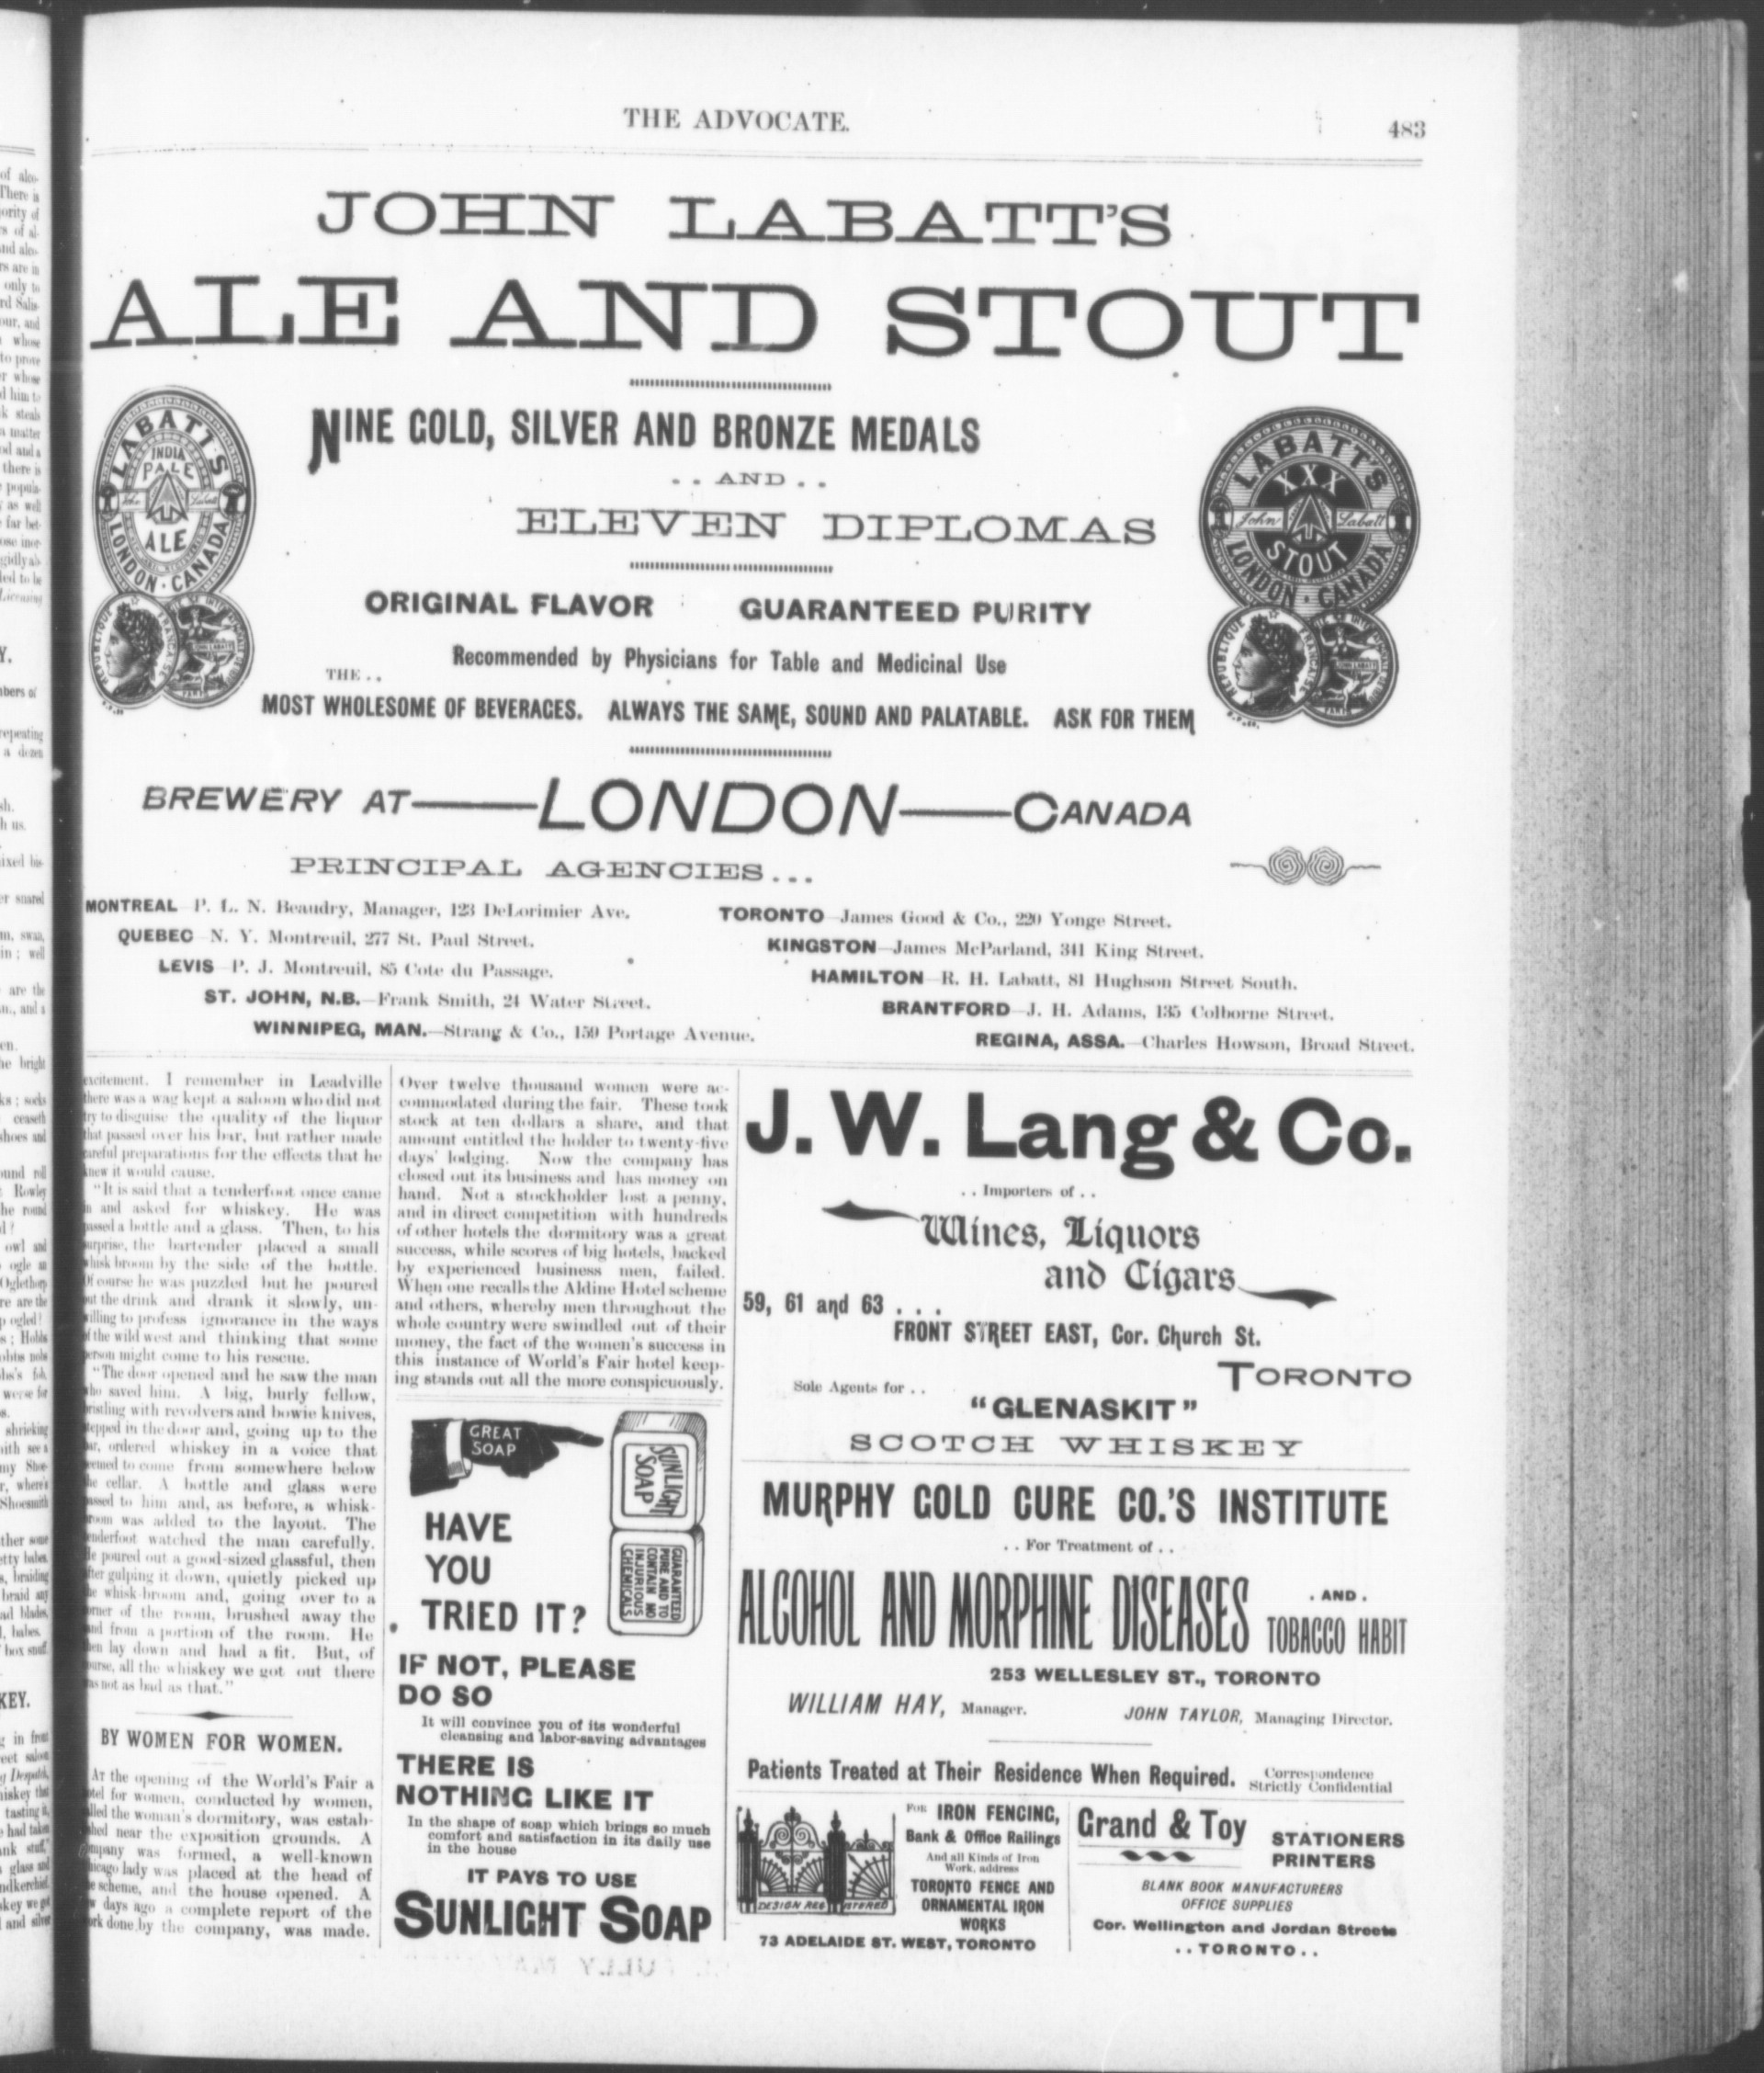 THE ADVOCATE.
483
JOHN LABATT'S
ALE AND STOUT
LABATT'S
INDIA
PALE
John Labatt
ALE
LONDON · CANADA
NINE GOLD, SILVER AND BRONZE MEDALS
. . AND . .
ELEVEN DIPLOMAS
ORIGINAL FLAVOR GUARANTEED PURITY
Recommended by Physicians for Table and Medicinal Use
THE . .
MOST WHOLESOME OF BEVERAGES. ALWAYS THE SAME, SOUND AND PALATABLE. ASK FOR THEM
LABATT'S
XXX
John Labatt
STOUT
LONDON · CANADA
BREWERY AT—LONDON—CANADA
PRINCIPAL AGENCIES...
MONTREAL—P. L. N. Beaudry, Manager, 123 DeLorimier Ave.
QUEBEC—N. Y. Montreuil, 277 St. Paul Street.
LEVIS—P. J. Montreuil, 85 Cote du Passage.
ST. JOHN, N.B.—Frank Smith, 24 Water Street.
WINNIPEG, MAN.—Strang & Co., 159 Portage Avenue.
TORONTO—James Good & Co., 220 Yonge Street.
KINGSTON—James McParland, 341 King Street.
HAMILTON—R. H. Labatt, 81 Hughson Street South.
BRANTFORD—J. H. Adams, 135 Colborne Street.
REGINA, ASSA.—Charles Howson, Broad Street.
excitement. I remember in Leadville
there was a wag kept a saloon who did not
try to disguise the quality of the liquor
that passed over his bar, but rather made
careful preparations for the effects that he
knew it would cause.
"It is said that a tenderfoot once came
in and asked for whiskey. He was
passed a bottle and a glass. Then, to his
surprise, the bartender placed a small
whisk broom by the side of the bottle.
Of course he was puzzled but he poured
out the drink and drank it slowly, un-
willing to profess ignorance in the ways
of the wild west and thinking that some
person might come to his rescue.
"The door opened and he saw the man
who saved him. A big, burly fellow,
bristling with revolvers and bowie knives,
stepped in the door and, going up to the
bar, ordered whiskey in a voice that
seemed to come from somewhere below
the cellar. A bottle and glass were
passed to him and, as before, a whisk-
broom was added to the layout. The
tenderfoot watched the man carefully.
He poured out a good-sized glassful, then
after gulping it down, quietly picked up
the whisk-broom and, going over to a
corner of the room, brushed away the
sand from a portion of the room. He
then lay down and had a fit. But, of
course, all the whiskey we got out there
was not as bad as that."
BY WOMEN FOR WOMEN.
AT the opening of the World's Fair a
hotel for women, conducted by women,
called the woman's dormitory, was estab-
lished near the exposition grounds. A
company was formed, a well-known
Chicago lady was placed at the head of
the scheme, and the house opened. A
few days ago a complete report of the
work done by the company, was made.
Over twelve thousand women were ac-
commodated during the fair. These took
stock at ten dollars a share, and that
amount entitled the holder to twenty-five
days' lodging. Now the company has
closed out its business and has money on
hand. Not a stockholder lost a penny,
and in direct competition with hundreds
of other hotels the dormitory was a great
success, while scores of big hotels, backed
by experienced business men, failed.
When one recalls the Aldine Hotel scheme
and others, whereby men throughout the
whole country were swindled out of their
money, the fact of the women's success in
this instance of World's Fair hotel keep-
ing stands out all the more conspicuously.
GREAT
SOAP
SUNLIGHT
SOAP
GUARANTEED
PURE AND TO
CONTAIN NO
INJURIOUS
CHEMICALS
HAVE
YOU
TRIED IT?
IF NOT, PLEASE
DO SO
It will convince you of its wonderful
cleansing and labor-saving advantages
THERE IS
NOTHING LIKE IT
In the shape of soap which brings so much
comfort and satisfaction in its daily use
in the house
IT PAYS TO USE
SUNLIGHT SOAP
J. W. Lang & Co.
. . Importers of . .
Wines, Liquors
and Cigars
59, 61 and 63 . . .
FRONT STREET EAST, Cor. Church St.
TORONTO
Sole Agents for . .
"GLENASKIT"
SCOTCH WHISKEY
MURPHY GOLD CURE CO.'S INSTITUTE
. . For Treatment of . .
ALCOHOL AND MORPHINE DISEASES
. AND .
TOBACCO HABIT
253 WELLESLEY ST., TORONTO
WILLIAM HAY, Manager. JOHN TAYLOR, Managing Director.
Patients Treated at Their Residence When Required.
Correspondence
Strictly Confidential
DESIGN REGISTERED
FOR IRON FENCING,
Bank & Office Railings
And all Kinds of Iron
Work, address
TORONTO FENCE AND
ORNAMENTAL IRON
WORKS
73 ADELAIDE ST. WEST, TORONTO
Grand & Toy
STATIONERS
PRINTERS
BLANK BOOK MANUFACTURERS
OFFICE SUPPLIES
Cor. Wellington and Jordan Streets
. . TORONTO . .